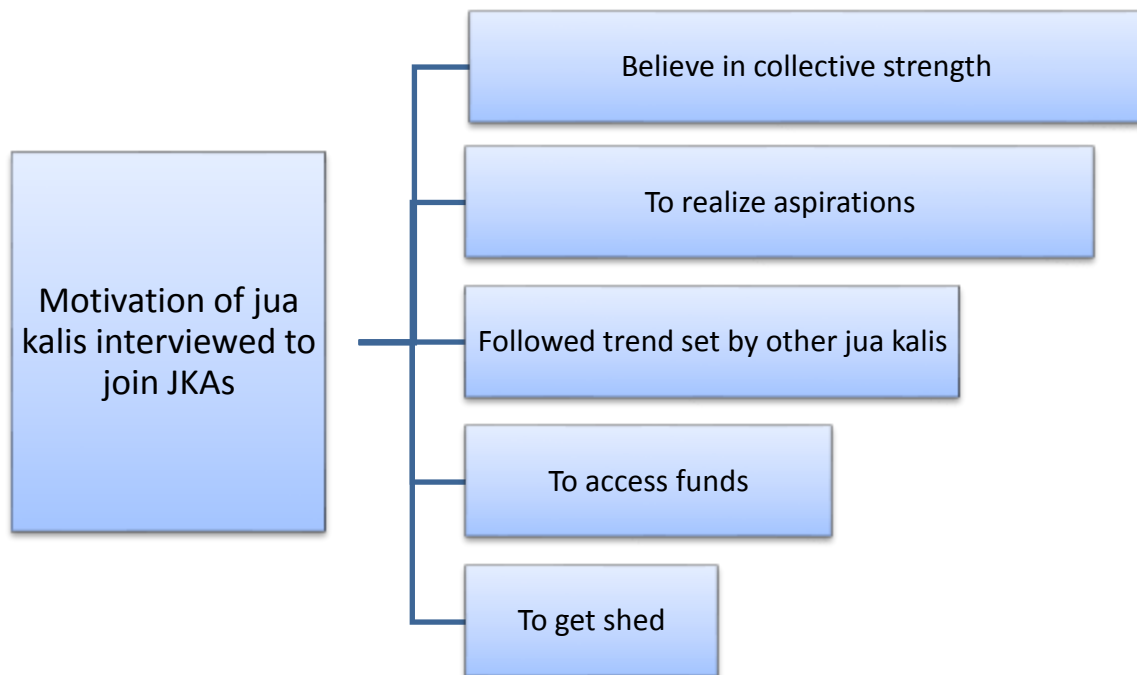 Believe in collective strength
To realize aspirations
Motivation of jua
kalis interviewed to
join JKAs
Followed trend set by other jua kalis
To access funds
To get shed